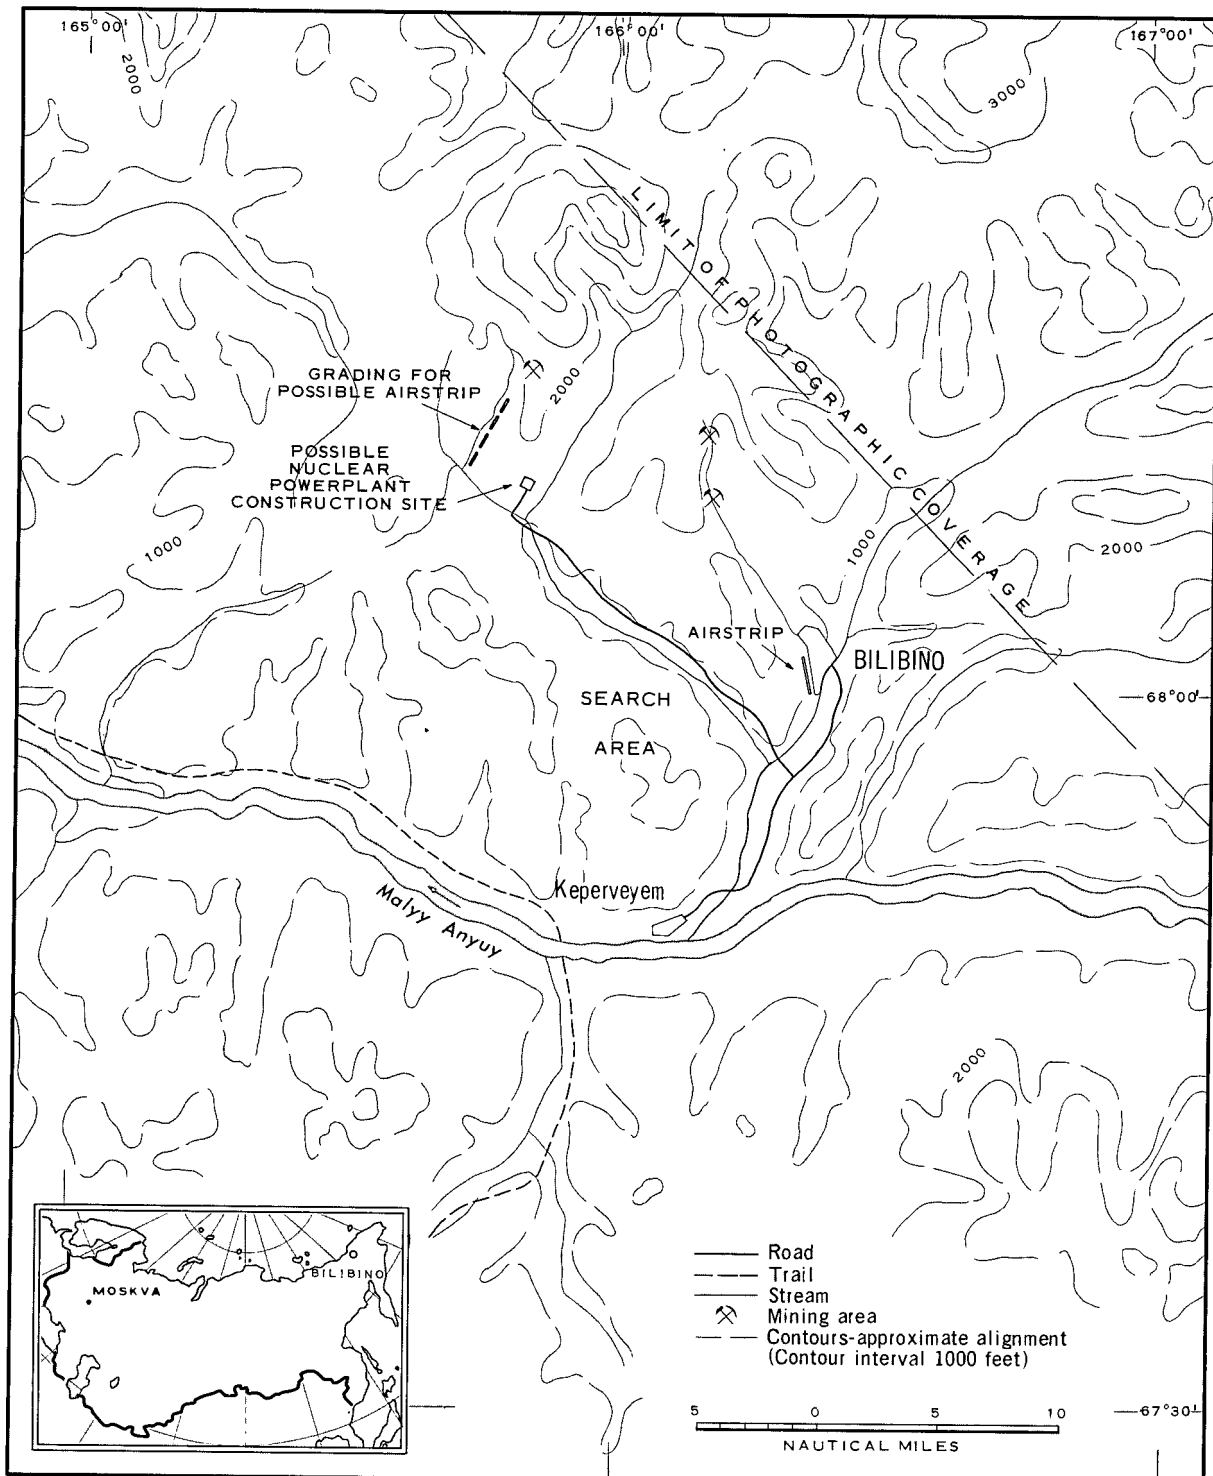 165°00'
166°00'
167°00'
2000
3000
LIMIT OF PHOTOGRAPHIC COVERAGE
GRADING FOR
POSSIBLE AIRSTRIP
2000
POSSIBLE
NUCLEAR
POWERPLANT
CONSTRUCTION SITE
1000
1000
2000
AIRSTRIP
BILIBINO
SEARCH
AREA
68°00'
Keperveyem
Malyy Anyuy
2000
MOSKVA
BILIBINO
Road
Trail
Stream
Mining area
Contours-approximate alignment
(Contour interval 1000 feet)
5 0 5 10
NAUTICAL MILES
67°30'